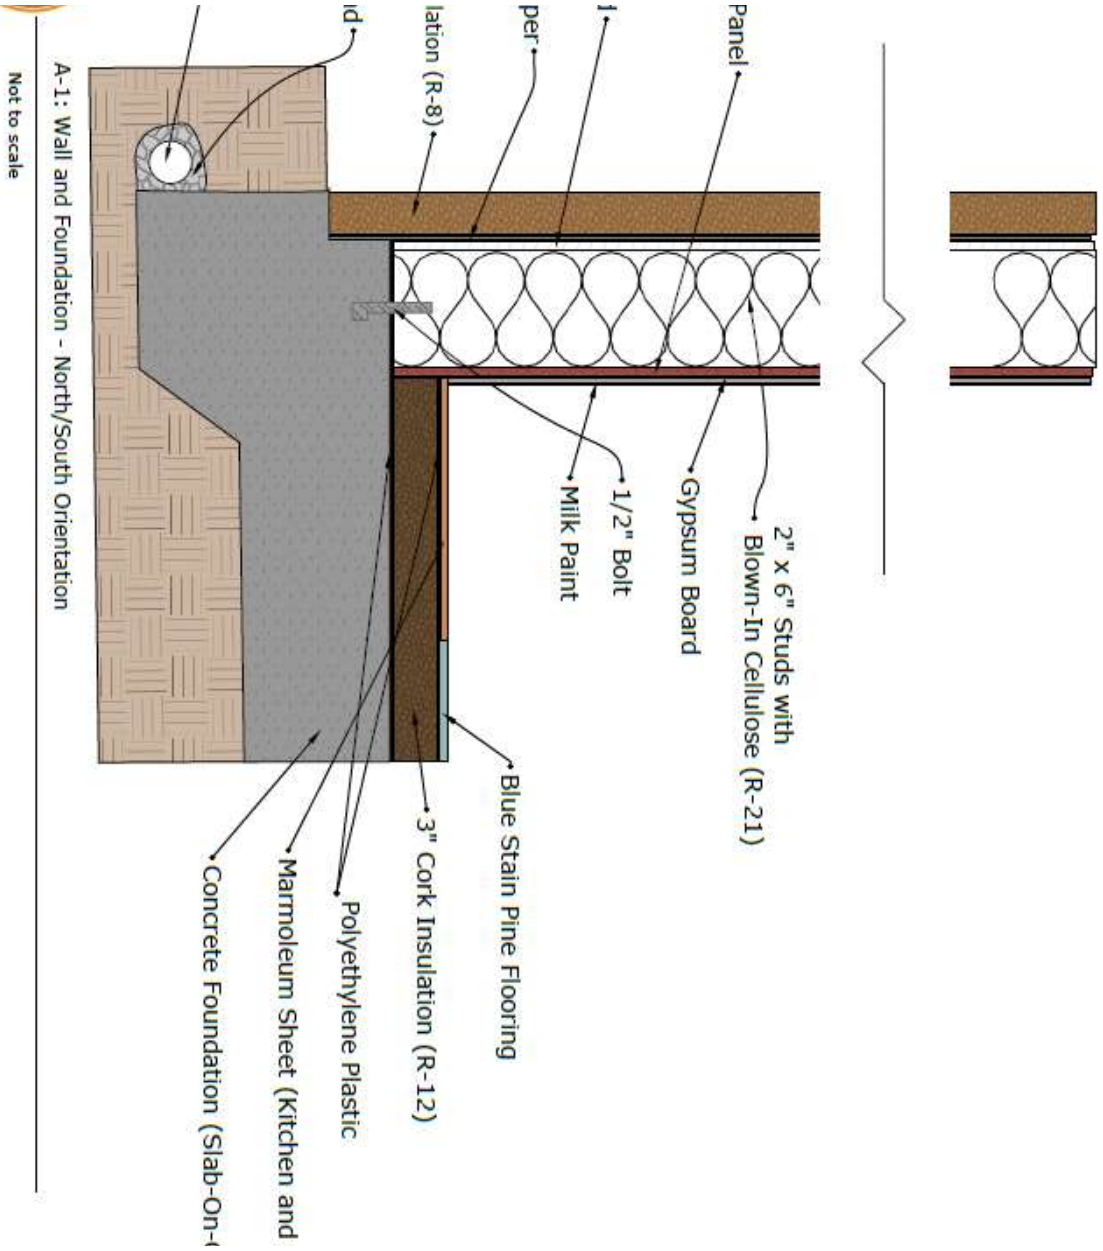 Panel
lation (R-8)
2" x 6" Studs with
Blown-In Cellulose (R-21)
Gypsum Board
1/2" Bolt
Milk Paint
Blue Stain Pine Flooring
3" Cork Insulation (R-12)
Polyethylene Plastic
Marmoleum Sheet (Kitchen and
Concrete Foundation (Slab-On-
A-1: Wall and Foundation - North/South Orientation
Not to scale